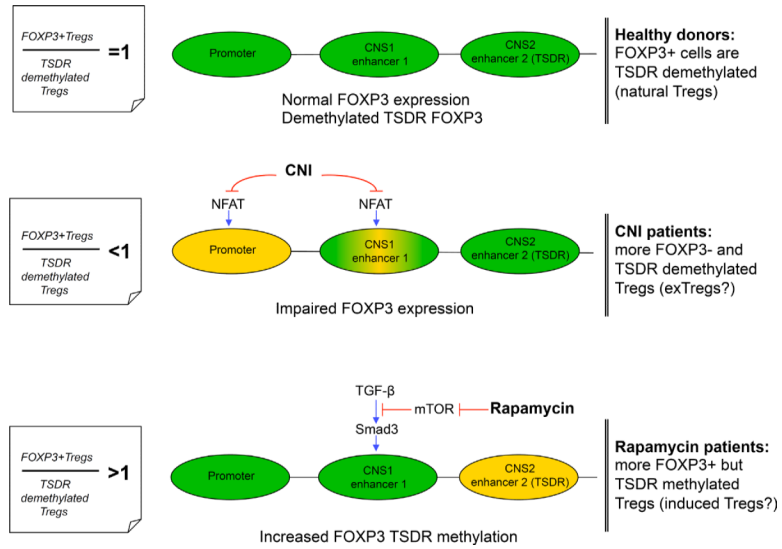 FOXP3+Tregs
TSDR
demethylated
Tregs
=1
Promoter
CNS1
enhancer 1
CNS2
enhancer 2 (TSDR)
Normal FOXP3 expression
Demethylated TSDR FOXP3
Healthy donors:
FOXP3+ cells are
TSDR demethylated
(natural Tregs)
FOXP3+Tregs
TSDR
demethylated
Tregs
<1
CNI
NFAT
NFAT
Promoter
CNS1
enhancer 1
CNS2
enhancer 2 (TSDR)
Impaired FOXP3 expression
CNI patients:
more FOXP3- and
TSDR demethylated
Tregs (exTregs?)
FOXP3+Tregs
TSDR
demethylated
Tregs
>1
TGF-β
mTOR
Rapamycin
Smad3
Promoter
CNS1
enhancer 1
CNS2
enhancer 2 (TSDR)
Increased FOXP3 TSDR methylation
Rapamycin patients:
more FOXP3+ but
TSDR methylated
Tregs (induced Tregs?)